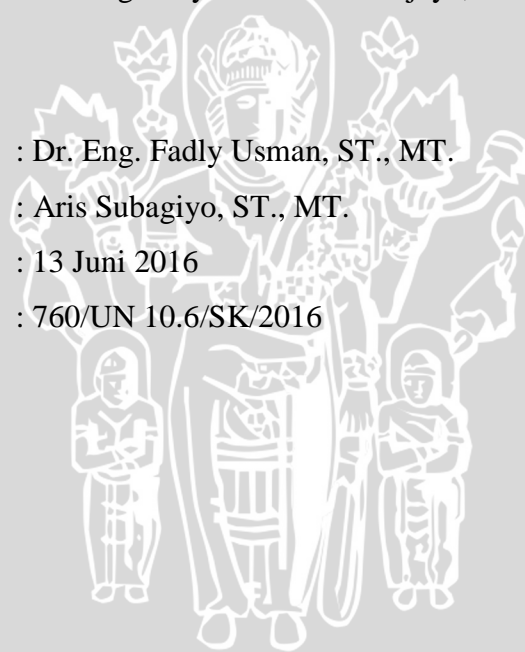 : Dr. Eng. Fadly Usman, ST., MT.
: Aris Subagiyo, ST., MT.
: 13 Juni 2016
: 760/UN 10.6/SK/2016